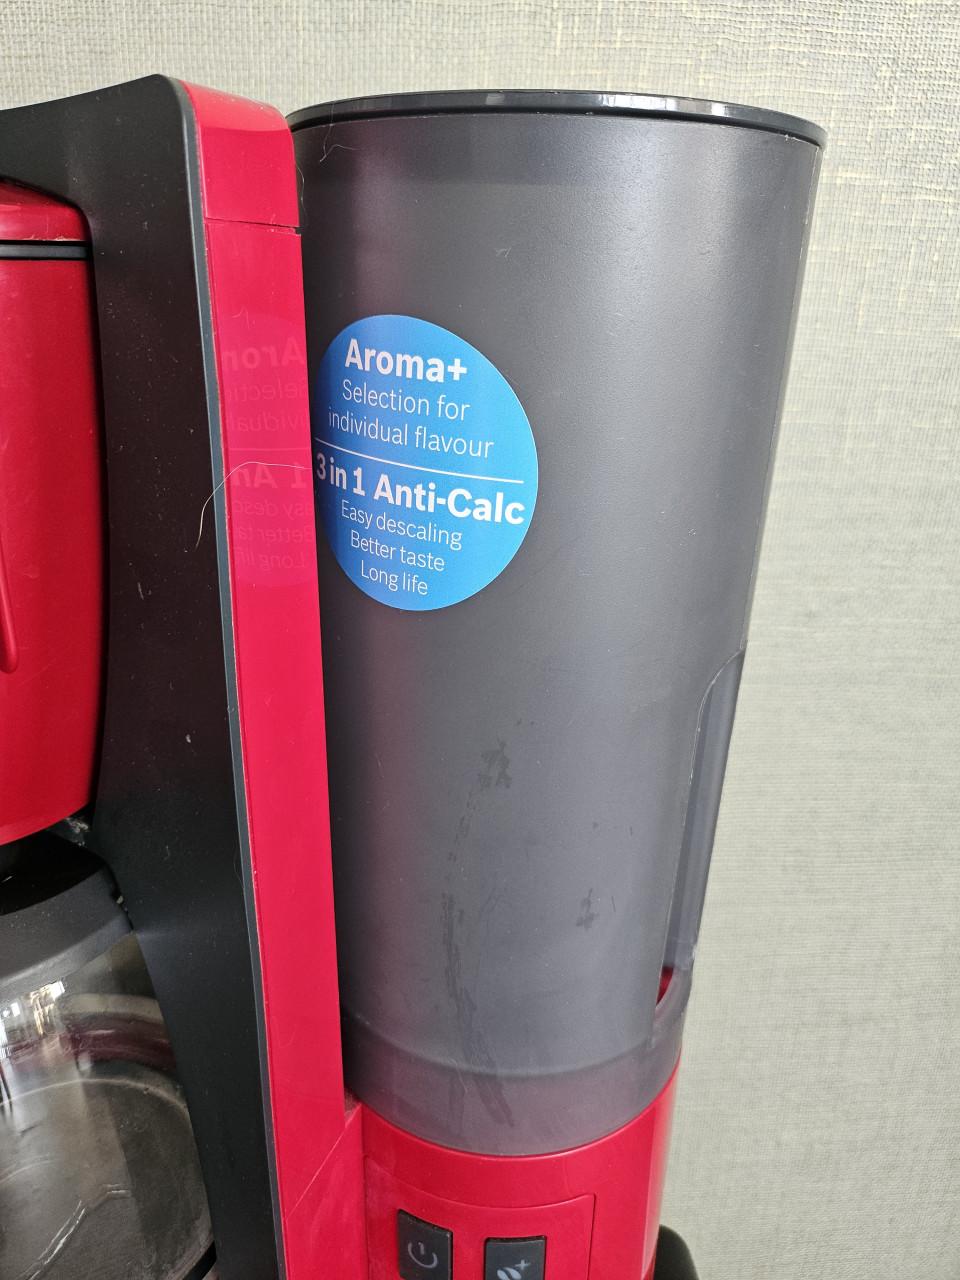 Aroma+
Selection for
individual flavour
3 in 1 Anti-Calc
Easy descaling
Better taste
Long life